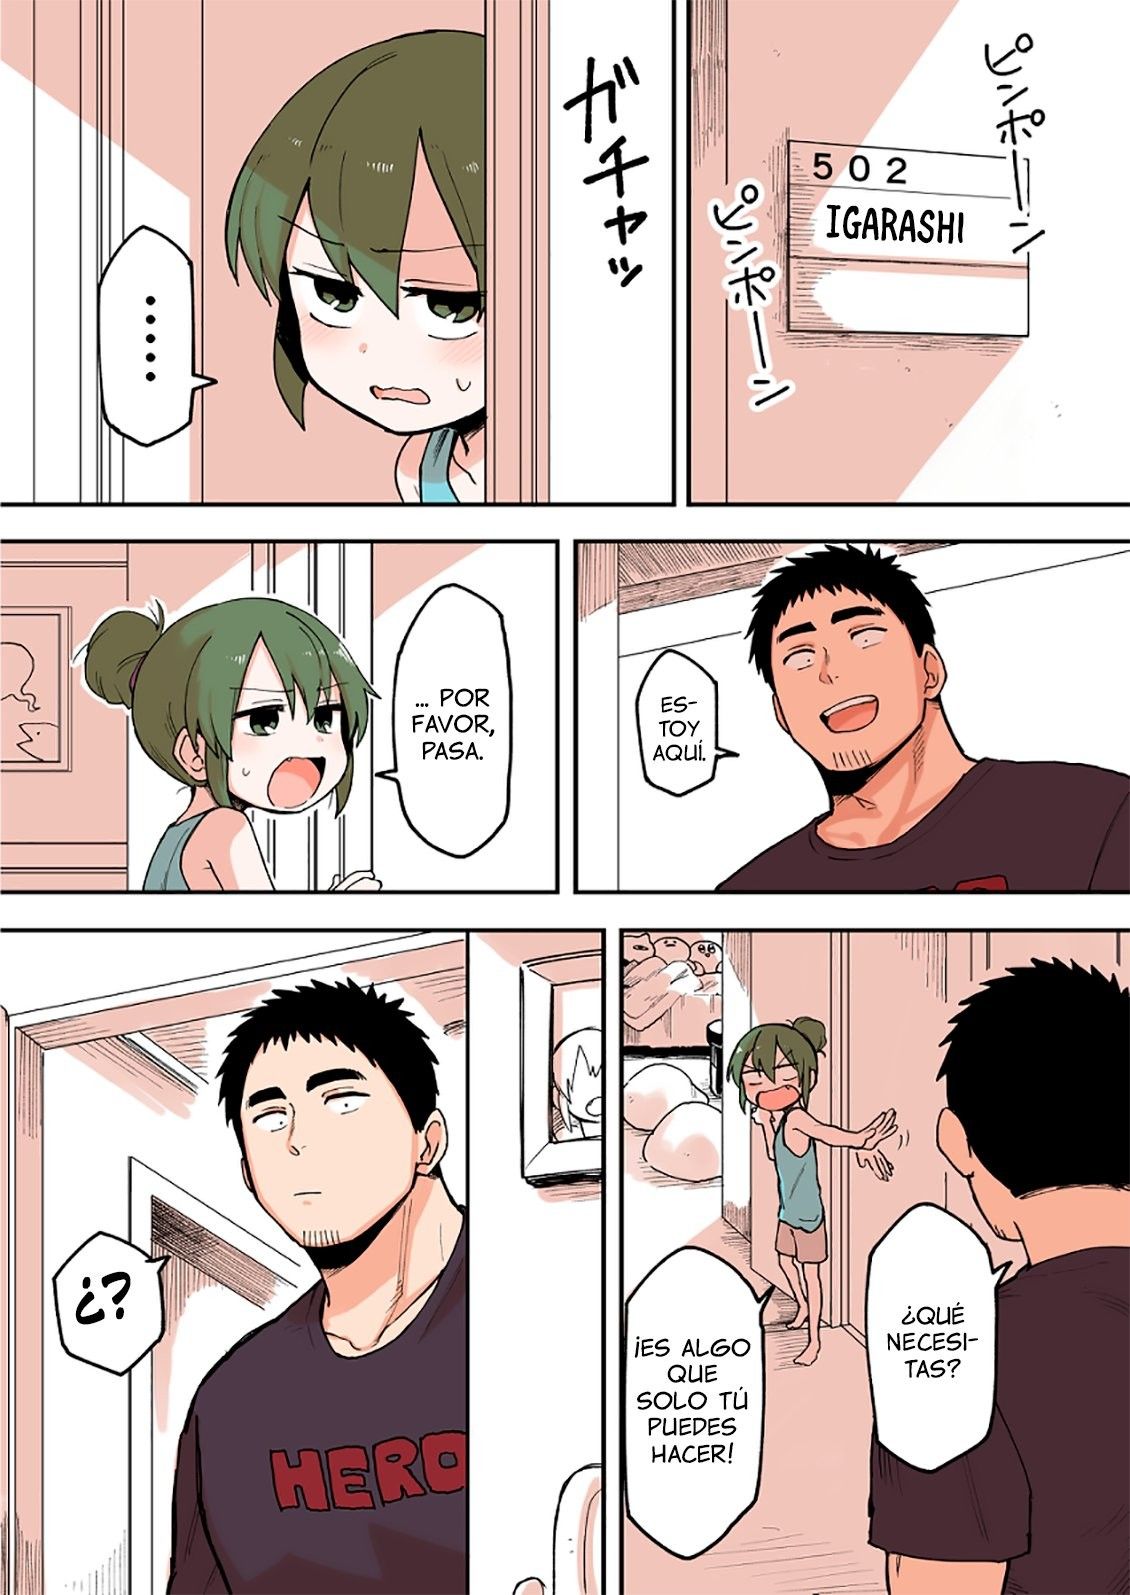 ピンポーン
502
IGARASHI
ピンポーン
ガチャッ
......
ES-
TOY
AQUÍ.
... POR
FAVOR,
PASA.
¿QUÉ
NECESI-
TAS?
¡ES ALGO
QUE
SOLO TÚ
PUEDES
HACER!
¿?
HERO